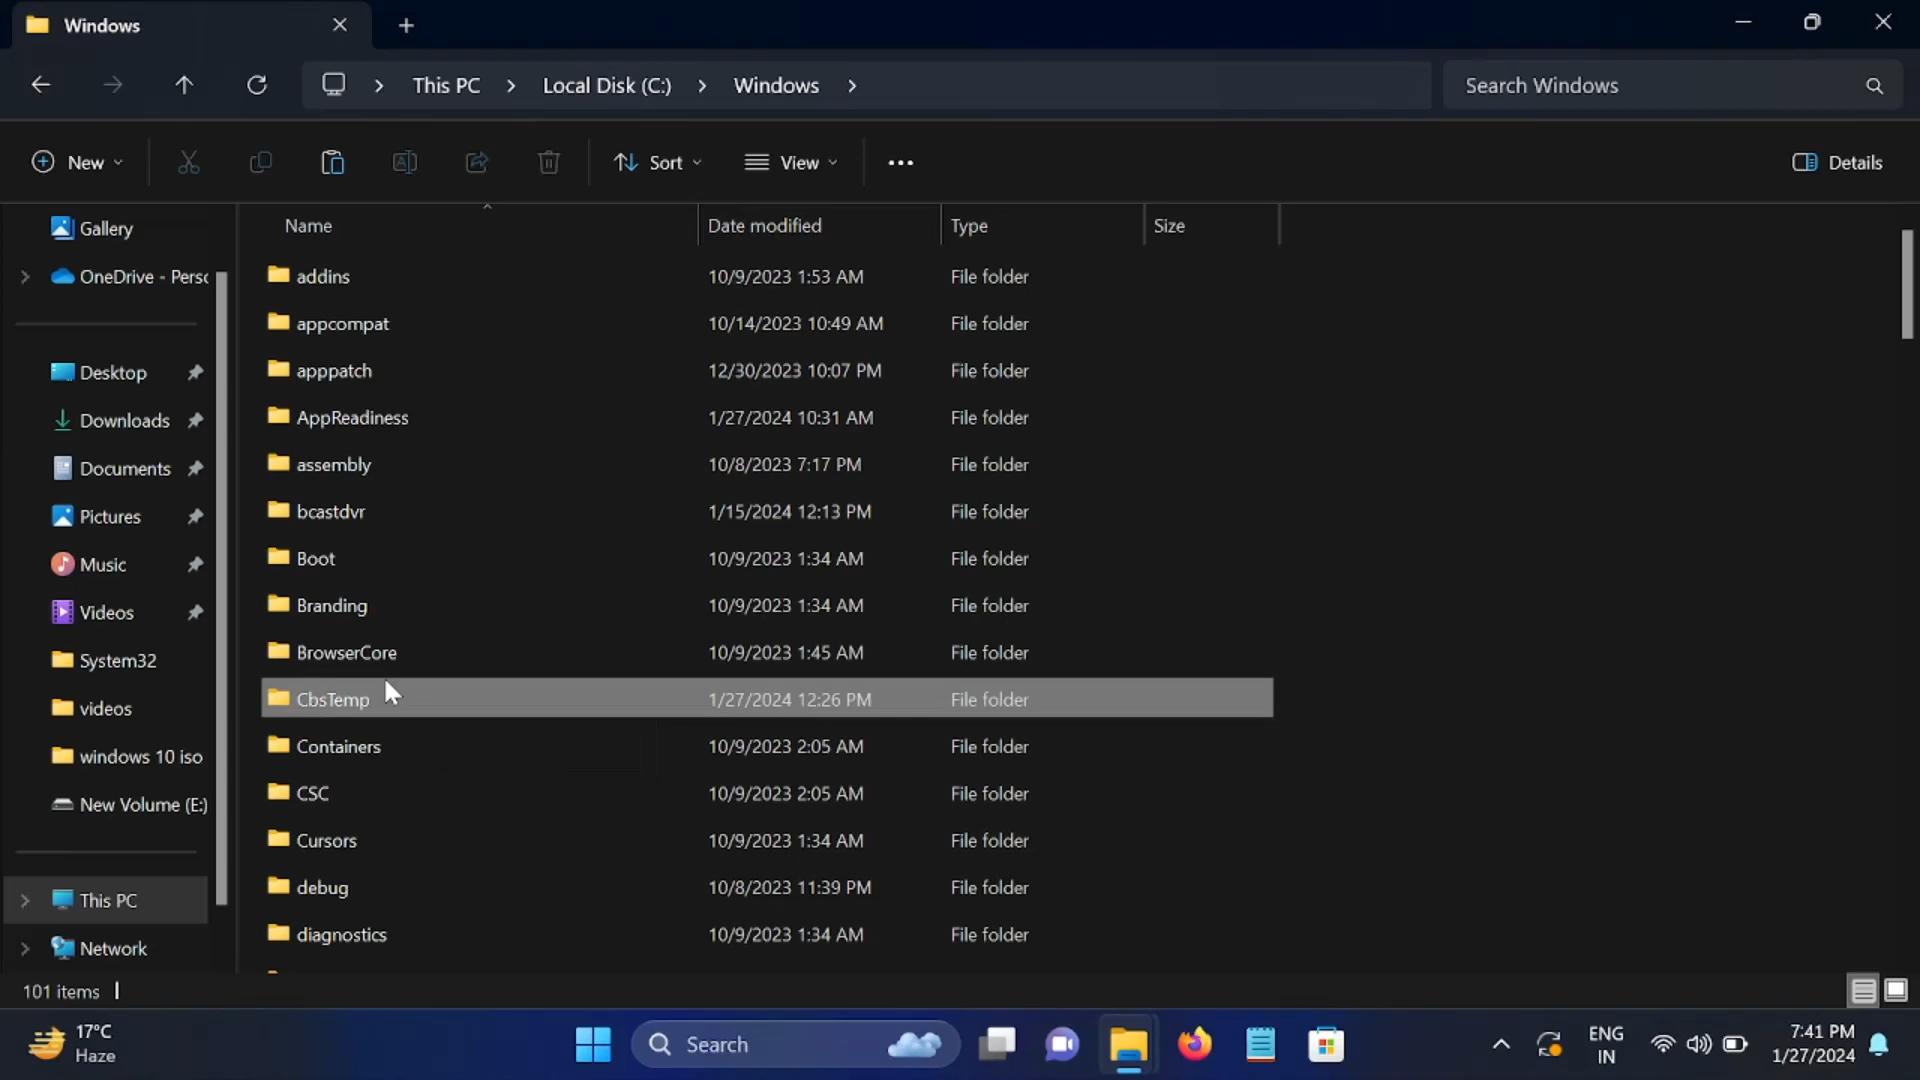 Windows
This PC > Local Disk (C:) > Windows >
Search Windows
New
Sort
View
Details
Gallery
OneDrive - Persc
Desktop
Downloads
Documents
Pictures
Music
Videos
System32
videos
windows 10 iso
New Volume (E:)
This PC
Network
Name Date modified Type Size
addins 10/9/2023 1:53 AM File folder
appcompat 10/14/2023 10:49 AM File folder
apppatch 12/30/2023 10:07 PM File folder
AppReadiness 1/27/2024 10:31 AM File folder
assembly 10/8/2023 7:17 PM File folder
bcastdvr 1/15/2024 12:13 PM File folder
Boot 10/9/2023 1:34 AM File folder
Branding 10/9/2023 1:34 AM File folder
BrowserCore 10/9/2023 1:45 AM File folder
CbsTemp 1/27/2024 12:26 PM File folder
Containers 10/9/2023 2:05 AM File folder
CSC 10/9/2023 2:05 AM File folder
Cursors 10/9/2023 1:34 AM File folder
debug 10/8/2023 11:39 PM File folder
diagnostics 10/9/2023 1:34 AM File folder
101 items
17°C
Haze
Search
ENG
IN
7:41 PM
1/27/2024